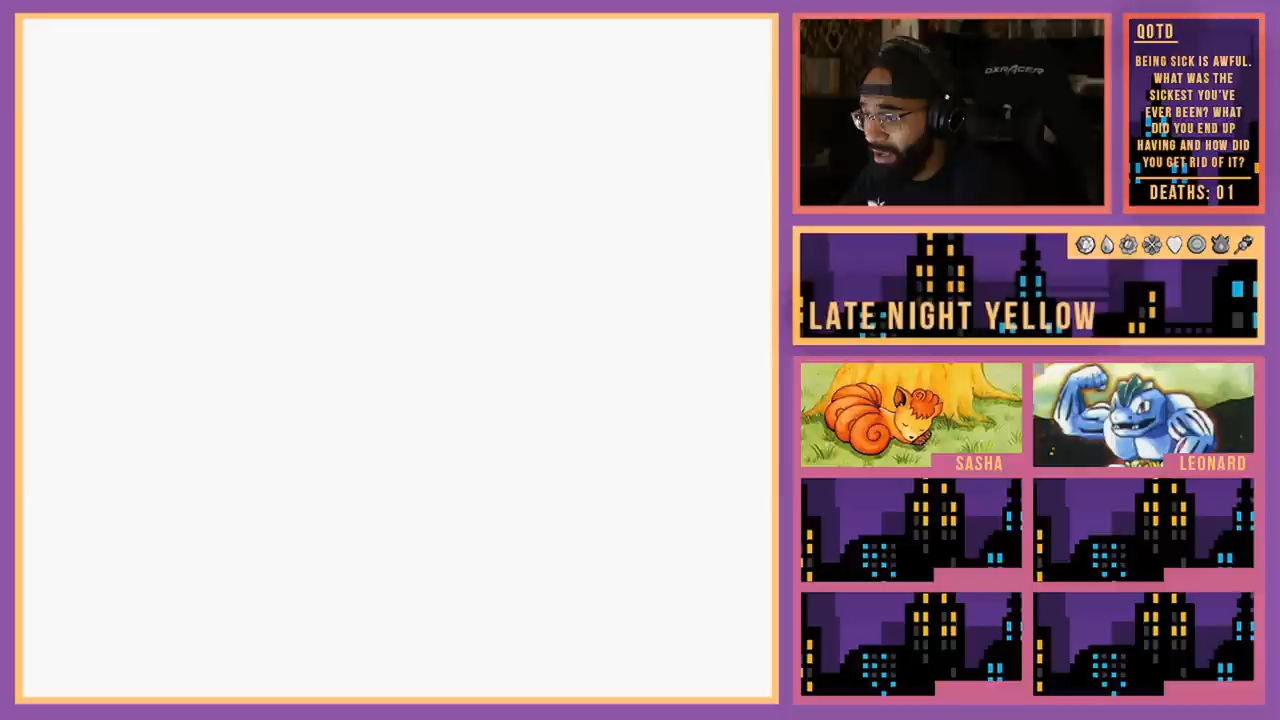 DXRACER
QOTD
BEING SICK IS AWFUL.
WHAT WAS THE
SICKEST YOU'VE
EVER BEEN? WHAT
DID YOU END UP
HAVING AND HOW DID
YOU GET RID OF IT?
DEATHS: 01
LATE NIGHT YELLOW
SASHA
LEONARD